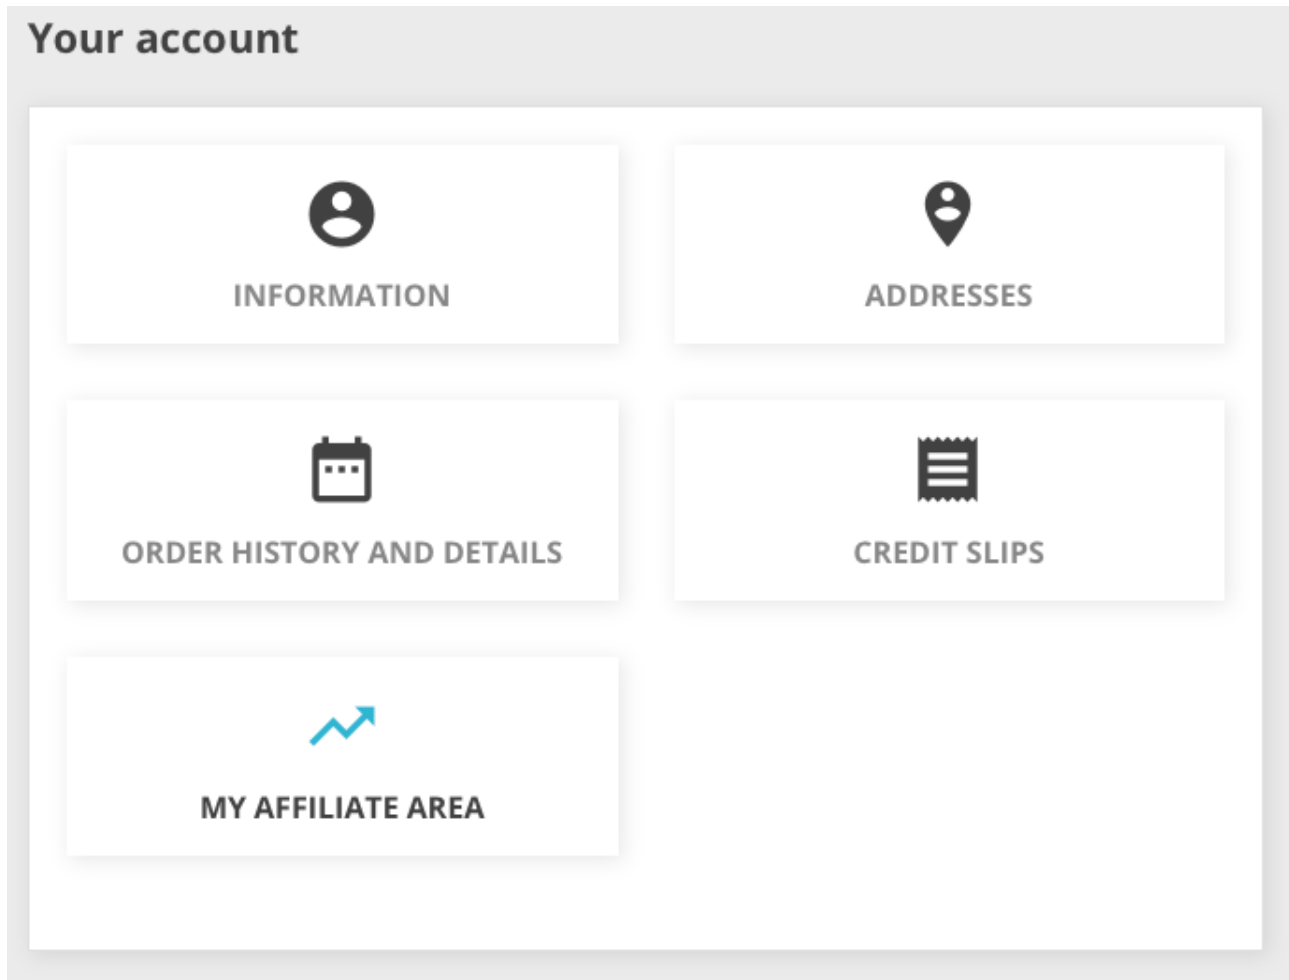 Your account
INFORMATION
ADDRESSES
ORDER HISTORY AND DETAILS
CREDIT SLIPS
MY AFFILIATE AREA